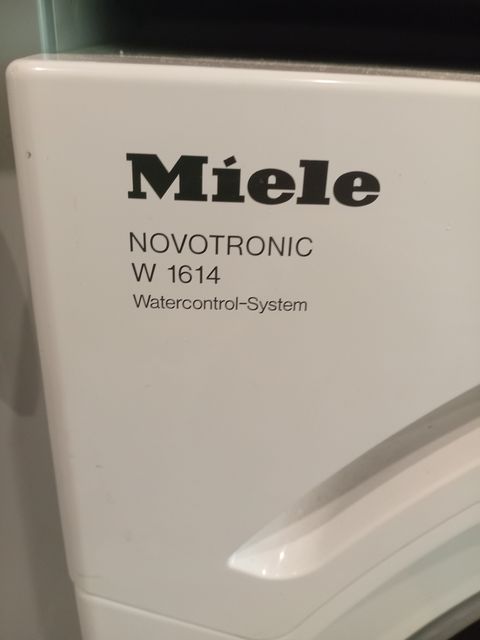 Miele
NOVOTRONIC
W 1614
Watercontrol-System